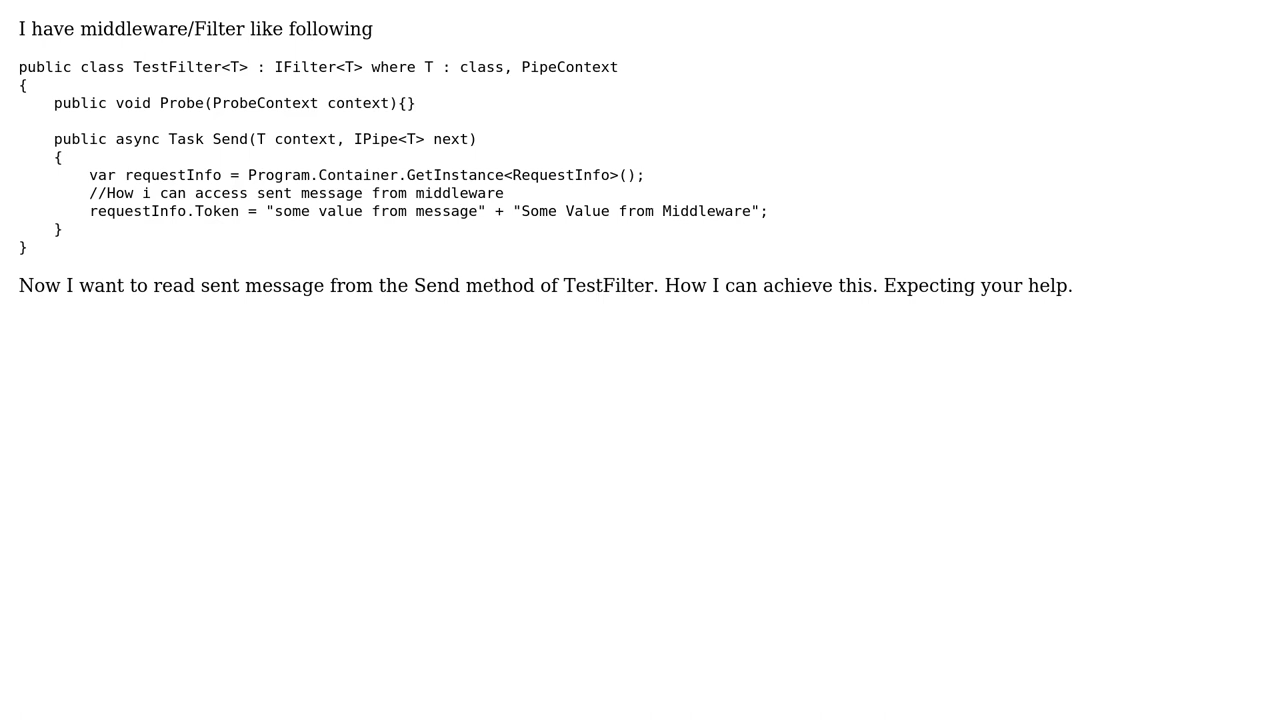 I have middleware/Filter like following
public class TestFilter<T> : IFilter<T> where T : class, PipeContext
{
    public void Probe(ProbeContext context){}

    public async Task Send(T context, IPipe<T> next)
    {
        var requestInfo = Program.Container.GetInstance<RequestInfo>();
        //How i can access sent message from middleware
        requestInfo.Token = "some value from message" + "Some Value from Middleware";
    }
}
Now I want to read sent message from the Send method of TestFilter. How I can achieve this. Expecting your help.